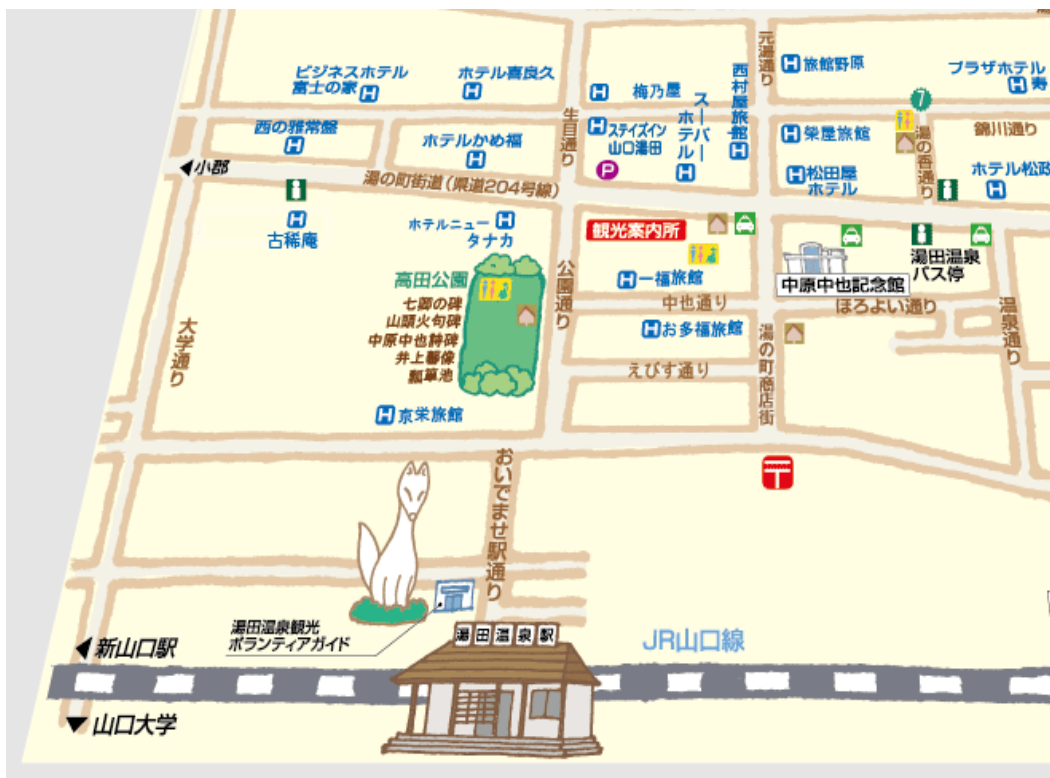 元湯通り
ビジネスホテル
富士の家 H
ホテル喜良久
H
生目通り
H 梅乃屋
西村屋旅館
H
H 旅館野原
プラザホテル
H 寿
7
西の雅常盤
H
ホテルかめ福
H
H ステイズイン
山口湯田
P
スーパーホテル
H
H 栄屋旅館
湯の香通り
錦川通り
小郡
湯の町街道(県道204号線)
H 松田屋
ホテル
ホテル松政
H
H
古稀庵
ホテルニュー H
タナカ
観光案内所
湯田温泉
バス停
高田公園
七卿の碑
山頭火句碑
中原中也詩碑
井上馨像
瓢箪池
公園通り
H 一福旅館
中原中也記念館
中也通り
ほろよい通り
温泉通り
大学通り
H お多福旅館
湯の町商店街
えびす通り
H 京栄旅館
〒
おいでませ駅通り
湯田温泉観光
ボランティアガイド
湯田温泉駅
JR山口線
新山口駅
山口大学